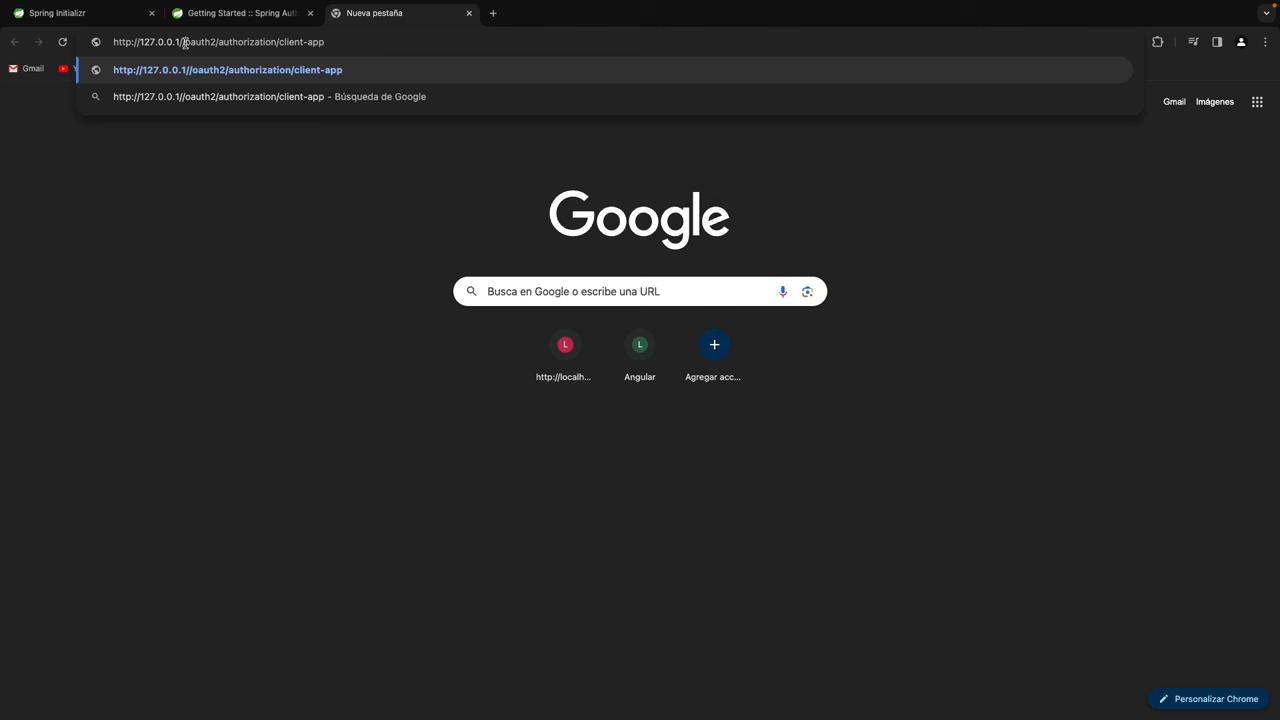 Spring Initializr
Getting Started :: Spring Auth
Nueva pestaña
http://127.0.0.1//oauth2/authorization/client-app
Gmail
http://127.0.0.1//oauth2/authorization/client-app
http://127.0.0.1//oauth2/authorization/client-app - Búsqueda de Google
Gmail
Imágenes
Google
Busca en Google o escribe una URL
L
L
http://localh...
Angular
Agregar acc...
Personalizar Chrome